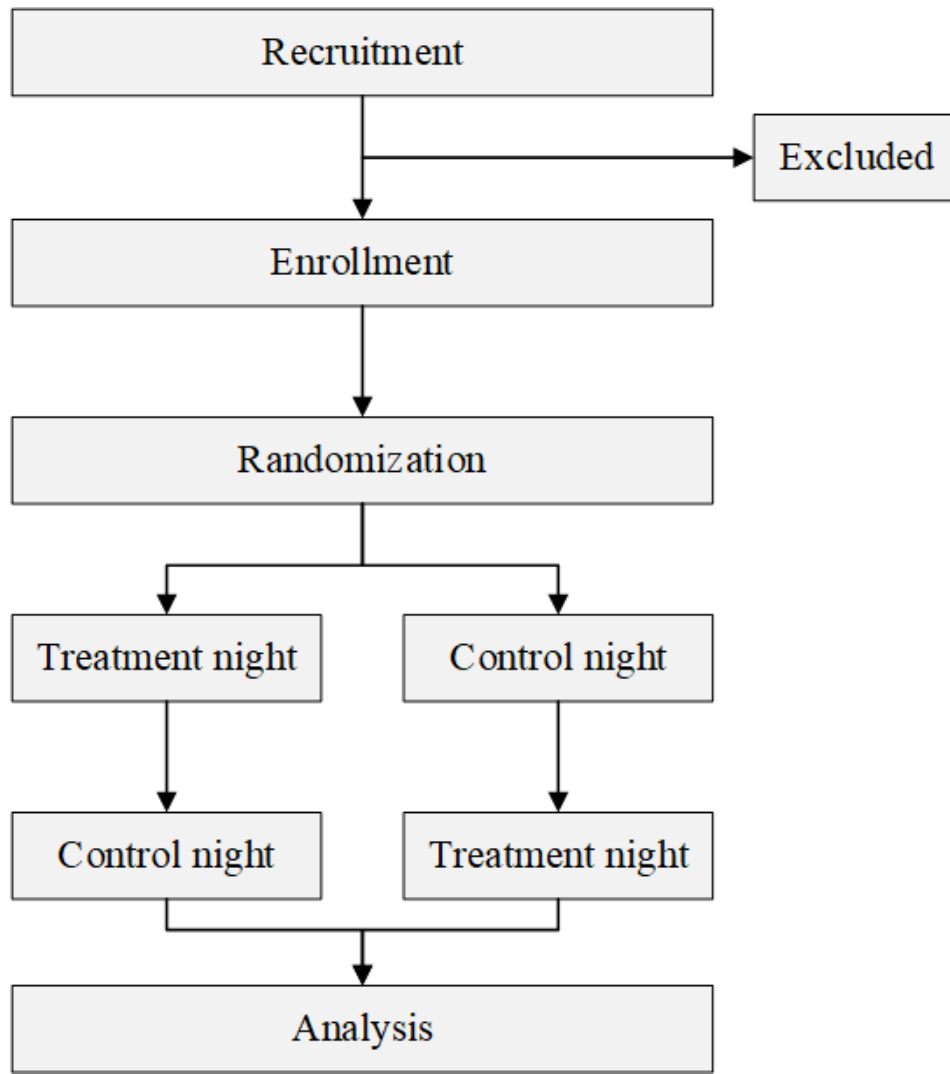 Recruitment
Excluded
Enrollment
Randomization
Treatment night
Control night
Control night
Treatment night
Analysis